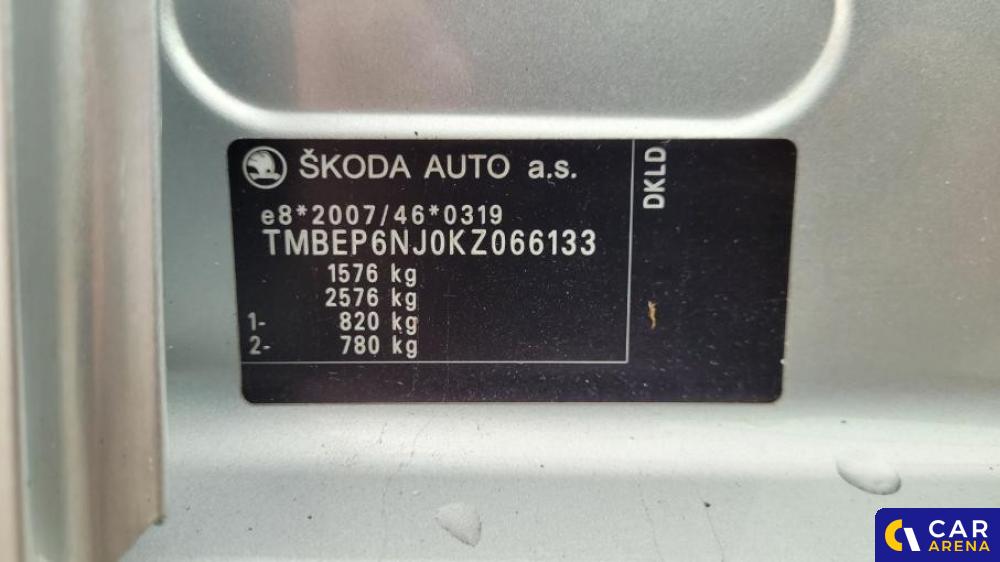 ŠKODA AUTO a.s.
e8*2007/46*0319
TMBEP6NJ0KZ066133
1576 kg
2576 kg
1- 820 kg
2- 780 kg
DKLD
CAR
ARENA